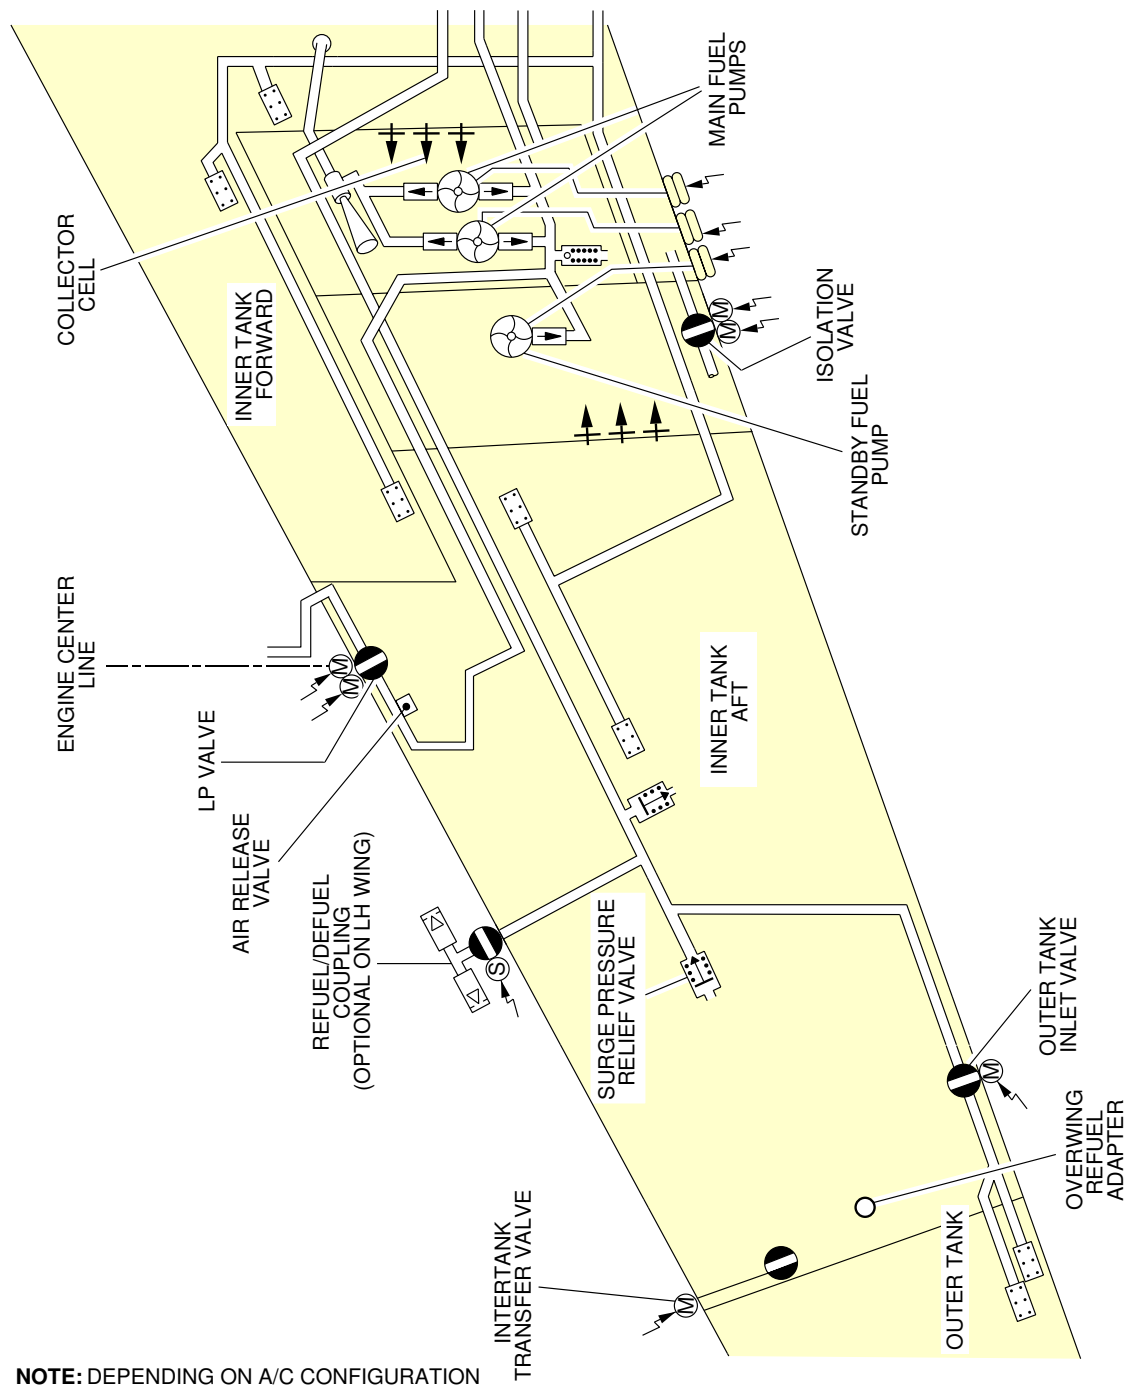 MAIN FUEL
PUMPS
COLLECTOR
CELL
INNER TANK
FORWARD
ISOLATION
VALVE
M
M
STANDBY FUEL
PUMP
ENGINE CENTER
LINE
M
M
LP VALVE
INNER TANK
AFT
AIR RELEASE
VALVE
REFUEL/DEFUEL
COUPLING
(OPTIONAL ON LH WING)
S
SURGE PRESSURE
RELIEF VALVE
OUTER TANK
INLET VALVE
M
OVERWING
REFUEL
ADAPTER
INTERTANK
TRANSFER VALVE
M
OUTER TANK
NOTE: DEPENDING ON A/C CONFIGURATION